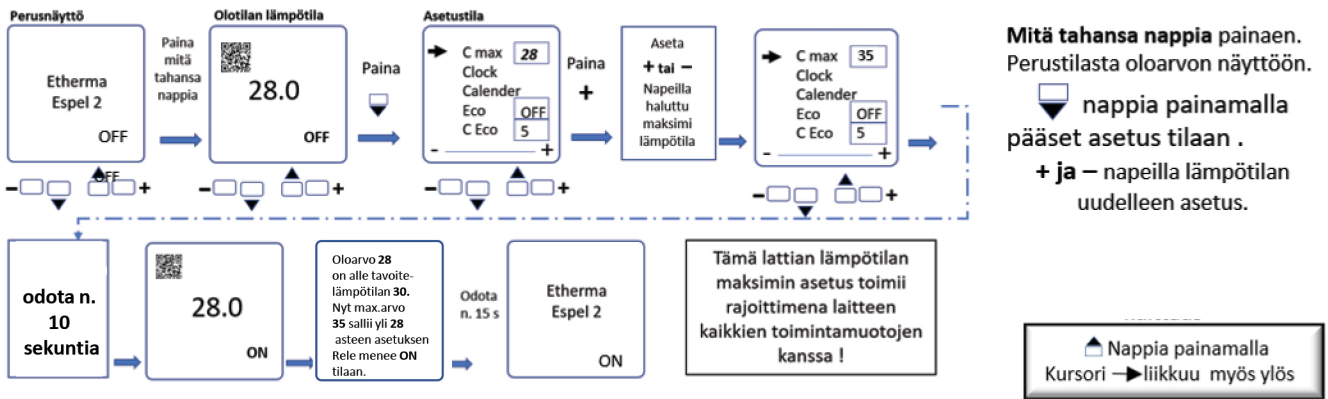 Perusnäyttö
Etherma
Espel 2
OFF
OFF
Paina
mitä
tahansa
nappia
Olotilan lämpötila
28.0
OFF
Paina
Asetustila
C max 28
Clock
Calender
Eco OFF
C Eco 5
- +
Paina
+
Aseta
+ tai –
Napeilla
haluttu
maksimi
lämpötila
C max 35
Clock
Calender
Eco OFF
C Eco 5
- +
– +
– +
– +
– +
Mitä tahansa nappia painaen.
Perustilasta oloarvon näyttöön.
nappia painamalla
pääset asetus tilaan .
+ ja – napeilla lämpötilan
uudelleen asetus.
odota n.
10
sekuntia
28.0
ON
Oloarvo 28
on alle tavoite-
lämpötilan 30.
Nyt max.arvo
35 sallii yli 28
asteen asetuksen
Rele menee ON
tilaan.
Odota
n. 15 s
Etherma
Espel 2
ON
Tämä lattian lämpötilan
maksimin asetus toimii
rajoittimena laitteen
kaikkien toimintamuotojen
kanssa !
Nappia painamalla
Kursori liikkuu myös ylös